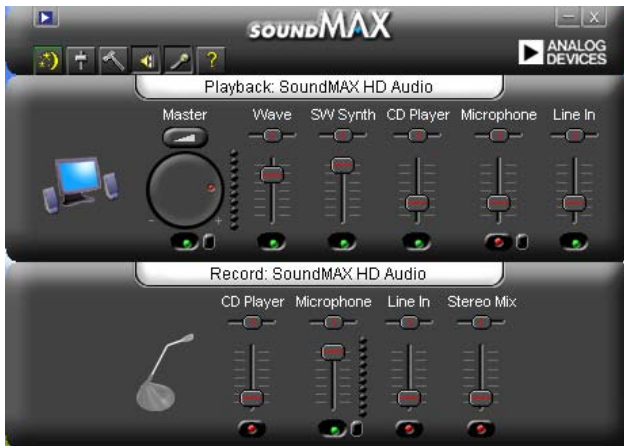 SOUNDMAX
ANALOG
DEVICES
?
Playback: SoundMAX HD Audio
Master Wave SW Synth CD Player Microphone Line In
- +
Record: SoundMAX HD Audio
CD Player Microphone Line In Stereo Mix